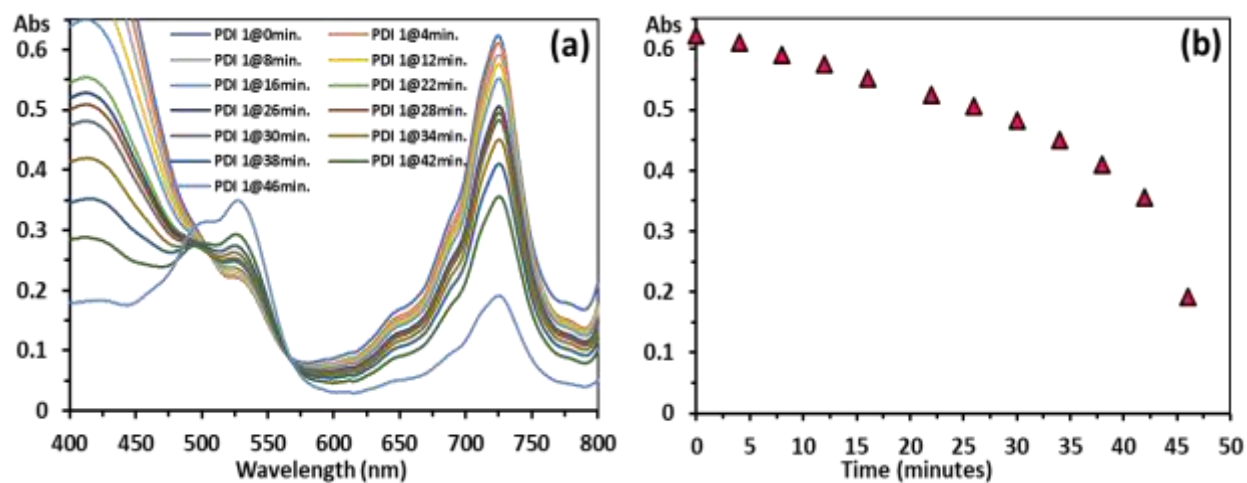 Abs
0.6
0.5
0.4
0.3
0.2
0.1
0
400 450 500 550 600 650 700 750 800
Wavelength (nm)
(a)
PDI 1@0min. PDI 1@4min.
PDI 1@8min. PDI 1@12min.
PDI 1@16min. PDI 1@22min.
PDI 1@26min. PDI 1@28min.
PDI 1@30min. PDI 1@34min.
PDI 1@38min. PDI 1@42min.
PDI 1@46min.
Abs
0.6
0.5
0.4
0.3
0.2
0.1
0
0 5 10 15 20 25 30 35 40 45 50
Time (minutes)
(b)